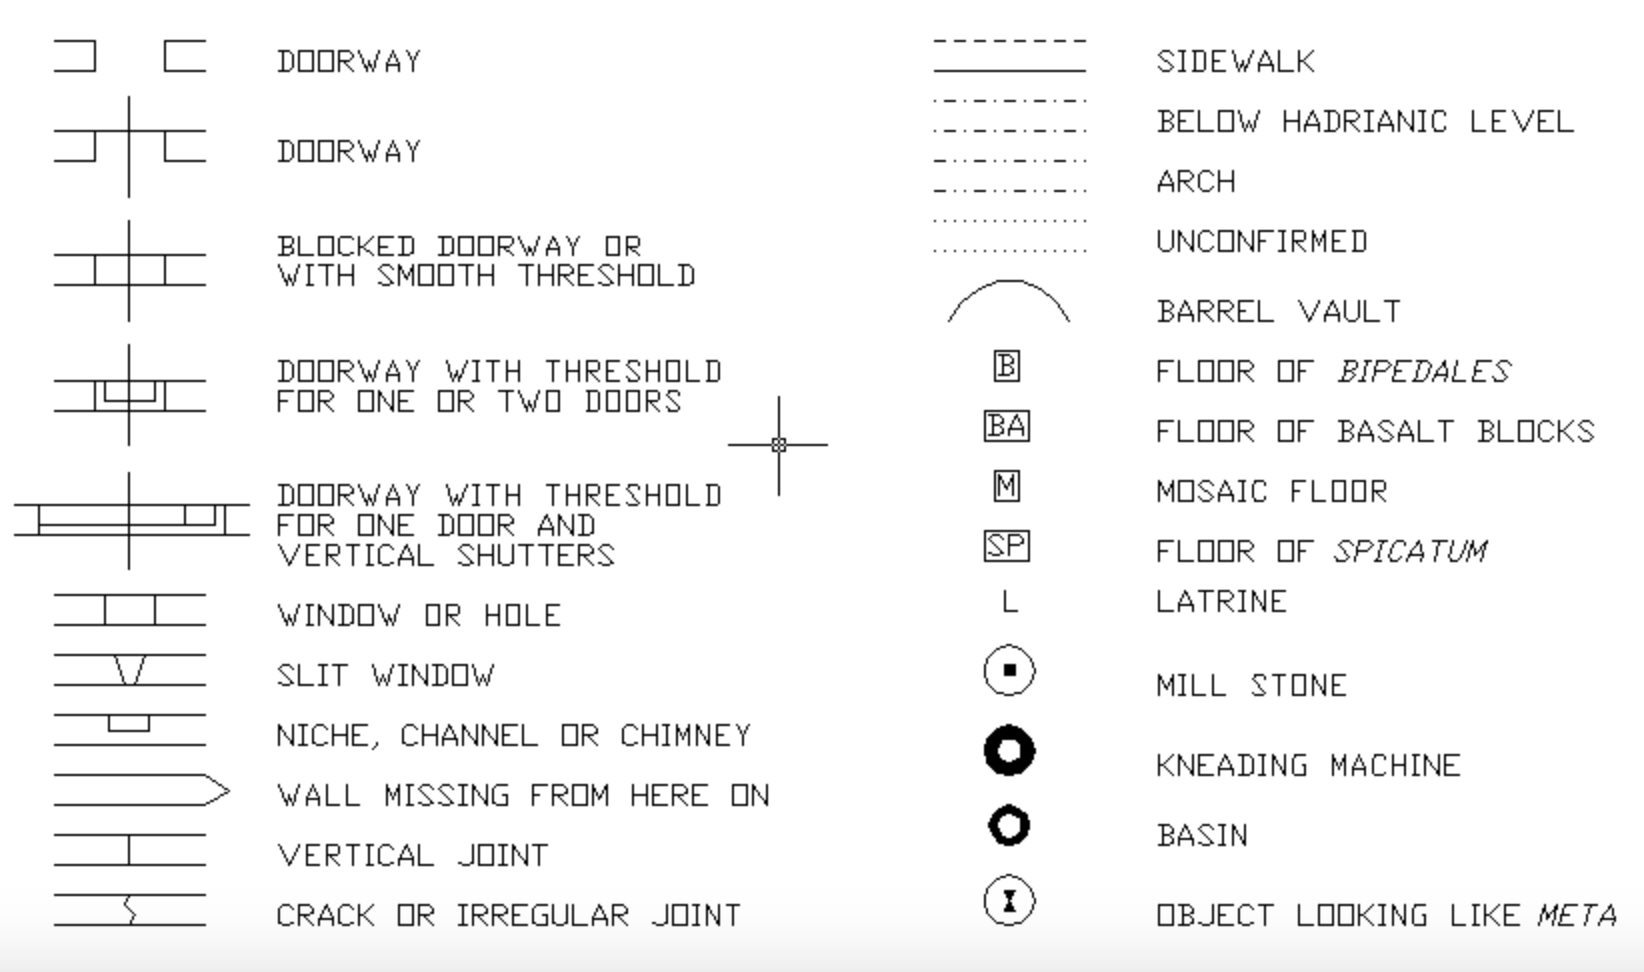 DOORWAY
DOORWAY
BLOCKED DOORWAY OR
WITH SMOOTH THRESHOLD
DOORWAY WITH THRESHOLD
FOR ONE OR TWO DOORS
DOORWAY WITH THRESHOLD
FOR ONE DOOR AND
VERTICAL SHUTTERS
WINDOW OR HOLE
SLIT WINDOW
NICHE, CHANNEL OR CHIMNEY
WALL MISSING FROM HERE ON
VERTICAL JOINT
CRACK OR IRREGULAR JOINT
SIDEWALK
BELOW HADRIANIC LEVEL
ARCH
UNCONFIRMED
BARREL VAULT
B FLOOR OF BIPEDALES
BA FLOOR OF BASALT BLOCKS
M MOSAIC FLOOR
SP FLOOR OF SPICATUM
L LATRINE
MILL STONE
KNEADING MACHINE
BASIN
OBJECT LOOKING LIKE META